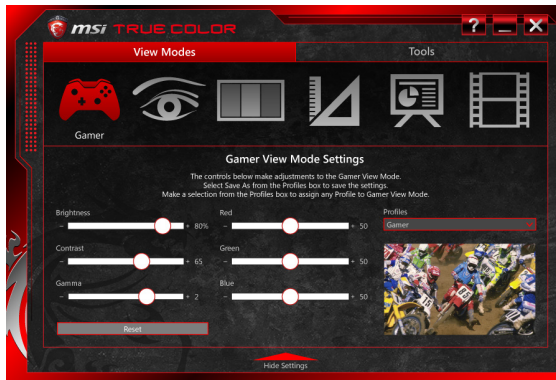 msi TRUE COLOR
? _ X
View Modes
Tools
Gamer
Gamer View Mode Settings
The controls below make adjustments to the Gamer View Mode.
Select Save As from the Profiles box to save the settings.
Make a selection from the Profiles box to assign any Profile to Gamer View Mode.
Brightness
- + 80%
Contrast
- + 65
Gamma
- + 2
Reset
Red
- + 50
Green
- + 50
Blue
- + 50
Profiles
Gamer
Hide Settings